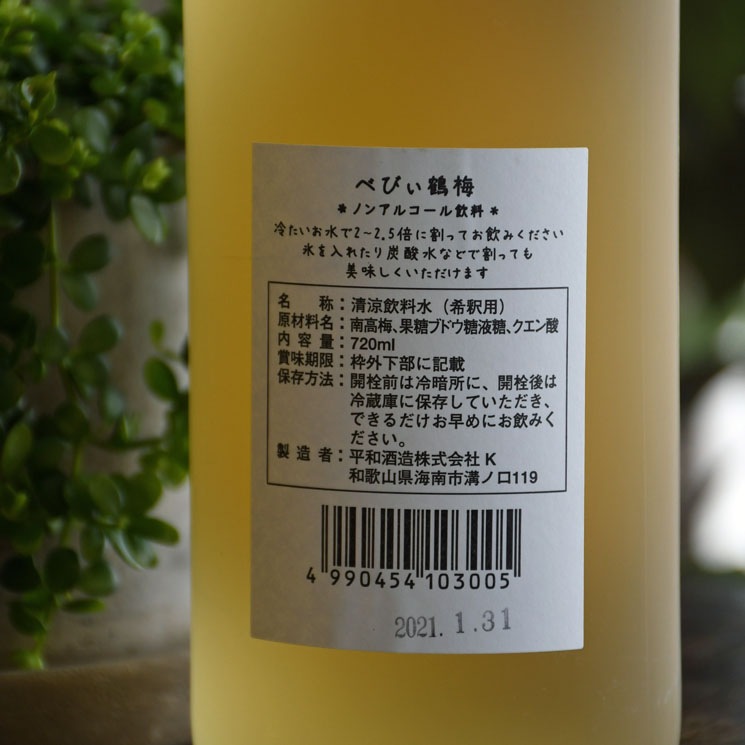 べびぃ鶴梅
*ノンアルコール飲料*
冷たいお水で2~2.5倍に割ってお飲みください
氷を入れたり炭酸水などで割っても
美味しくいただけます
名 称:清涼飲料水(希釈用)
原材料名:南高梅、果糖ブドウ糖液糖、クエン酸
内容量:720ml
賞味期限:枠外下部に記載
保存方法:開栓前は冷暗所に、開栓後は
冷蔵庫に保存していただき、
できるだけお早めにお飲みく
ださい。
製造者:平和酒造株式会社 K
和歌山県海南市溝ノ口119
4 990454 103005
2021. 1.31